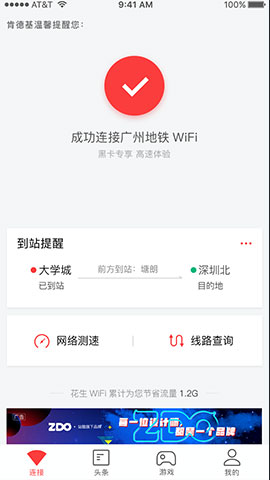 AT&T 9:41 AM 100%
肯德基温馨提醒您：
成功连接广州地铁 WiFi
黑卡专享 高速体验
到站提醒
大学城 前方到站：塘朗 深圳北
已到站 目的地
网络测速 线路查询
花生 WiFi 累计为您节省流量 1.2G
广告
ZDO
ZDO
看一位设计师，
即第一个品牌
连接 头条 游戏 我的